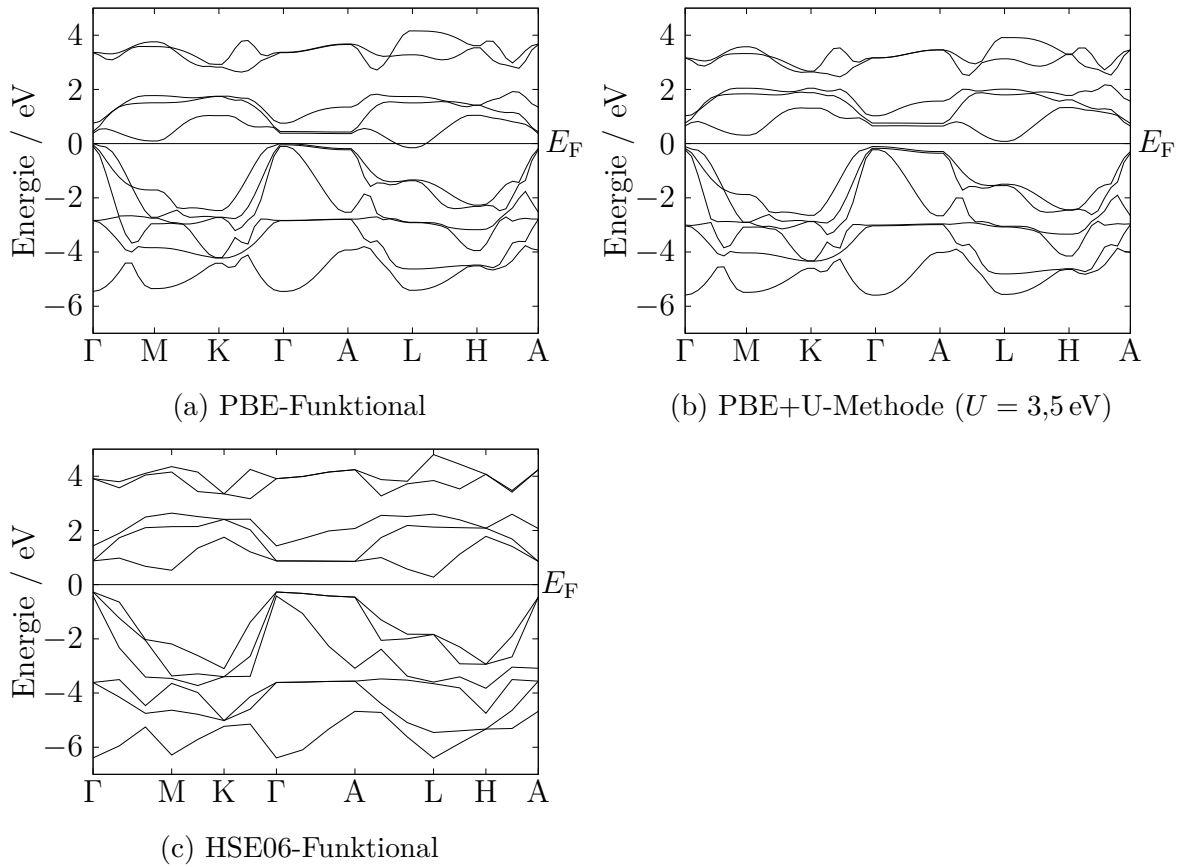 4
2
0
−2
−4
−6
Energie / eV
E_F
Γ M K Γ A L H A
(a) PBE-Funktional
4
2
0
−2
−4
−6
Energie / eV
E_F
Γ M K Γ A L H A
(b) PBE+U-Methode (U = 3,5 eV)
4
2
0
−2
−4
−6
Energie / eV
E_F
Γ M K Γ A L H A
(c) HSE06-Funktional